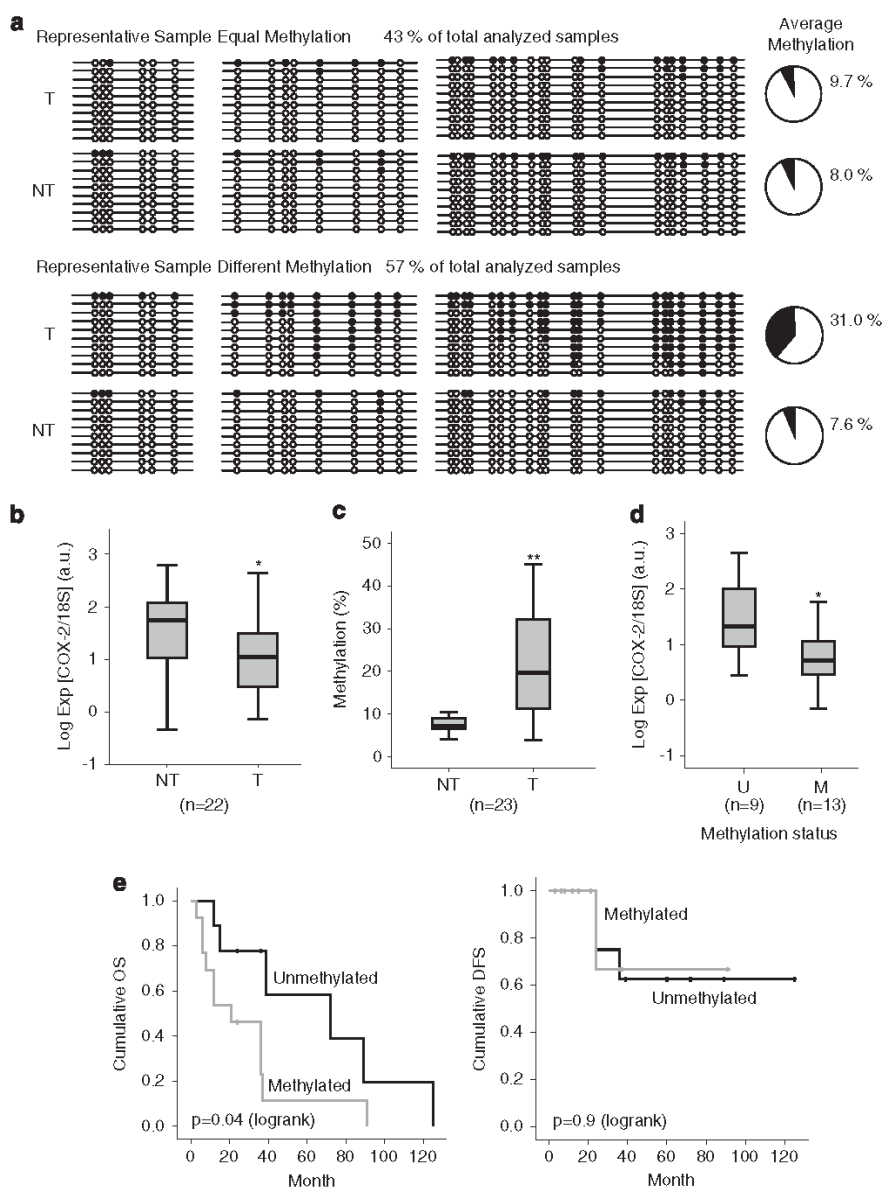 a
Representative Sample Equal Methylation 43 % of total analyzed samples
Average
Methylation
T
9.7 %
NT
8.0 %
Representative Sample Different Methylation 57 % of total analyzed samples
T
31.0 %
NT
7.6 %
b
Log Exp [COX-2/18S] (a.u.)
3
2
1
0
-1
*
NT
T
(n=22)
c
Methylation (%)
50
40
30
20
10
0
**
NT
T
(n=23)
d
Log Exp [COX-2/18S] (a.u.)
3
2
1
0
-1
*
U
M
(n=9)
(n=13)
Methylation status
e
Cumulative OS
1.0
0.8
0.6
0.4
0.2
0.0
Unmethylated
Methylated
p=0.04 (logrank)
0 20 40 60 80 100 120
Month
Cumulative DFS
1.0
0.8
0.6
0.4
0.2
0.0
Methylated
Unmethylated
p=0.9 (logrank)
0 20 40 60 80 100 120
Month